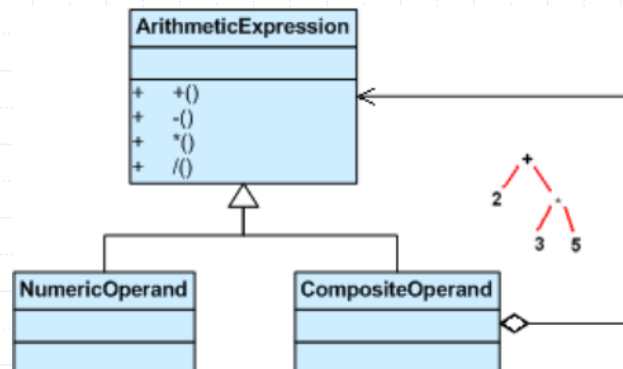 ArithmeticExpression
+ +()
+ -()
+ *()
+ /()
+
2 *
3 5
NumericOperand
CompositeOperand